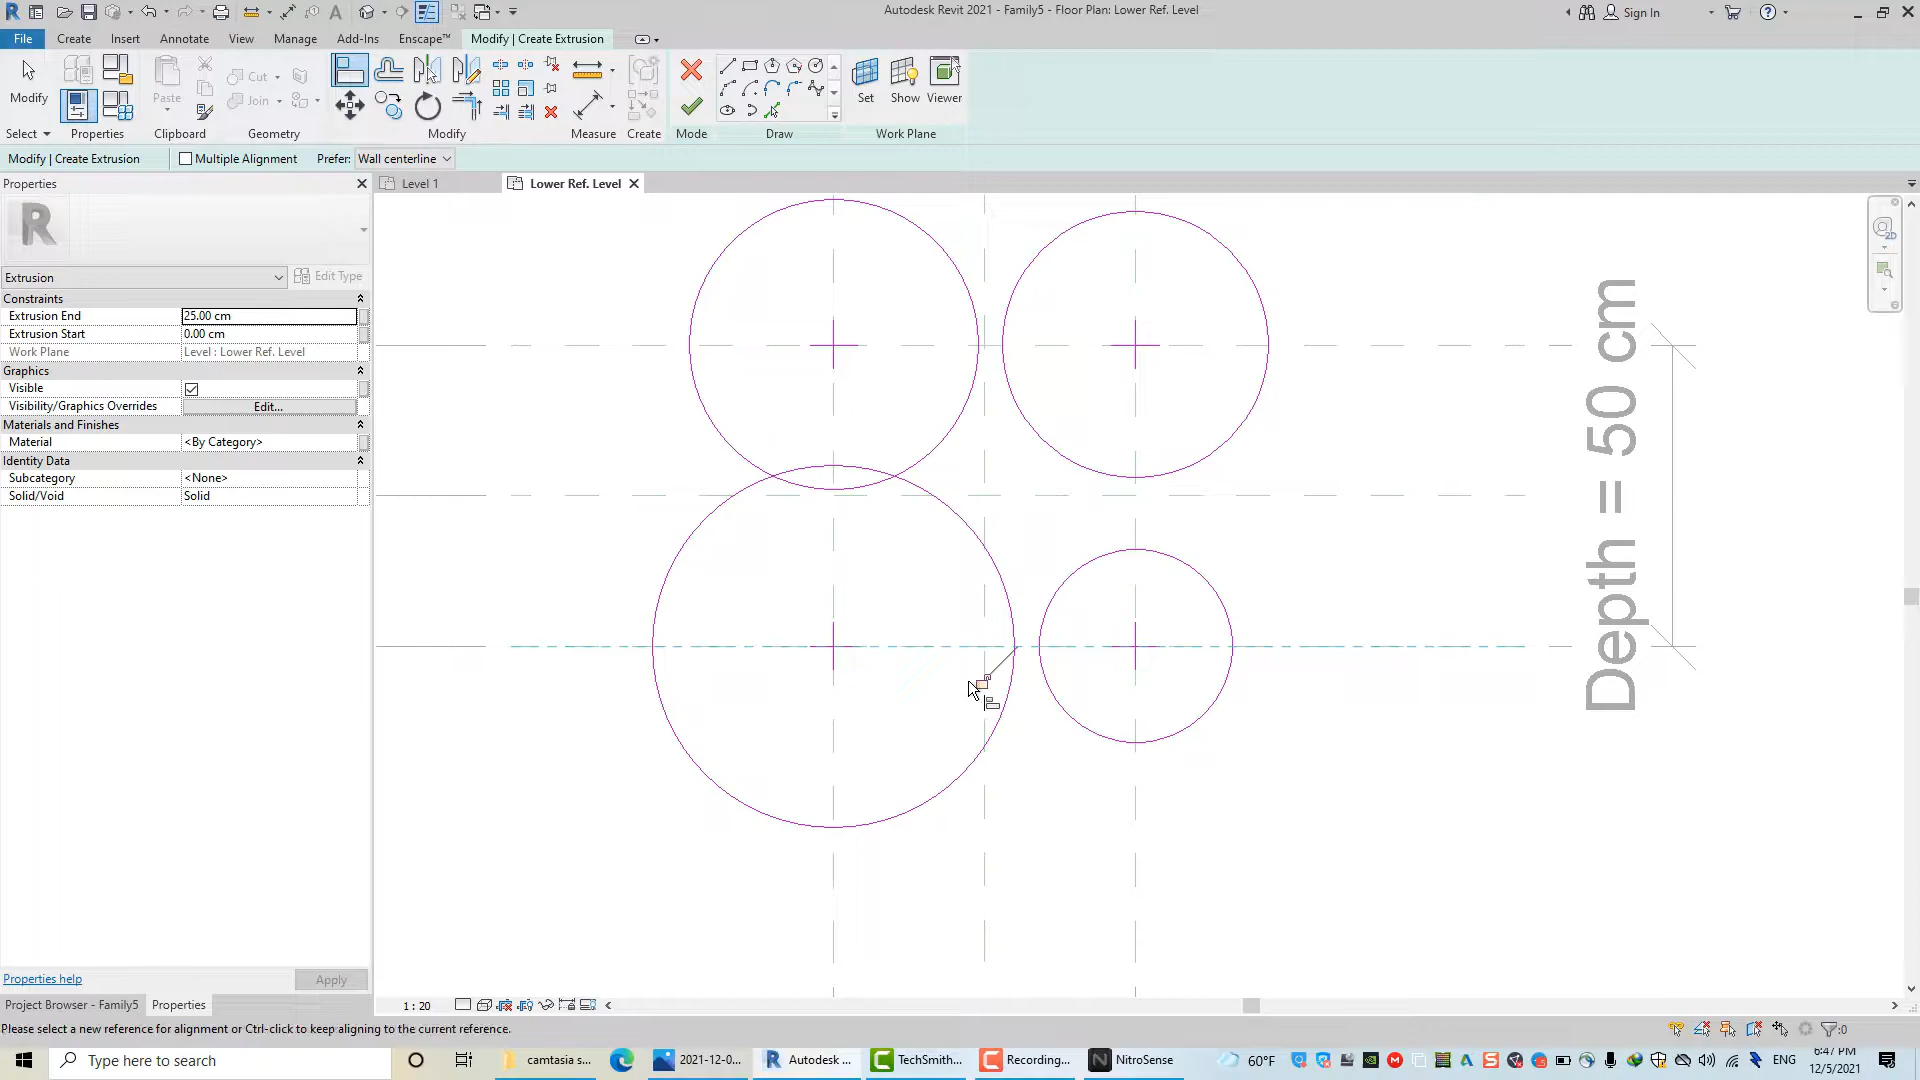 Autodesk Revit 2021 - Family5 - Floor Plan: Lower Ref. Level
Sign In
File Create Insert Annotate View Manage Add-Ins Enscape™ Modify | Create Extrusion
Modify Paste Cut Join Set Show Viewer
Select Properties Clipboard Geometry Modify Measure Create Mode Draw Work Plane
Modify | Create Extrusion Multiple Alignment Prefer: Wall centerline
Properties
Level 1 Lower Ref. Level
R
Extrusion Edit Type
Constraints
Extrusion End 25.00 cm
Extrusion Start 0.00 cm
Work Plane Level : Lower Ref. Level
Graphics
Visible
Visibility/Graphics Overrides Edit...
Materials and Finishes
Material <By Category>
Identity Data
Subcategory <None>
Solid/Void Solid
Depth = 50 cm
2D
Properties help Apply
Project Browser - Family5 Properties
1 : 20
Please select a new reference for alignment or Ctrl-click to keep aligning to the current reference.
:0
Type here to search
camtasia s...
2021-12-0...
Autodesk ...
TechSmith...
Recording...
NitroSense
60°F
ENG
6:47 PM
12/5/2021